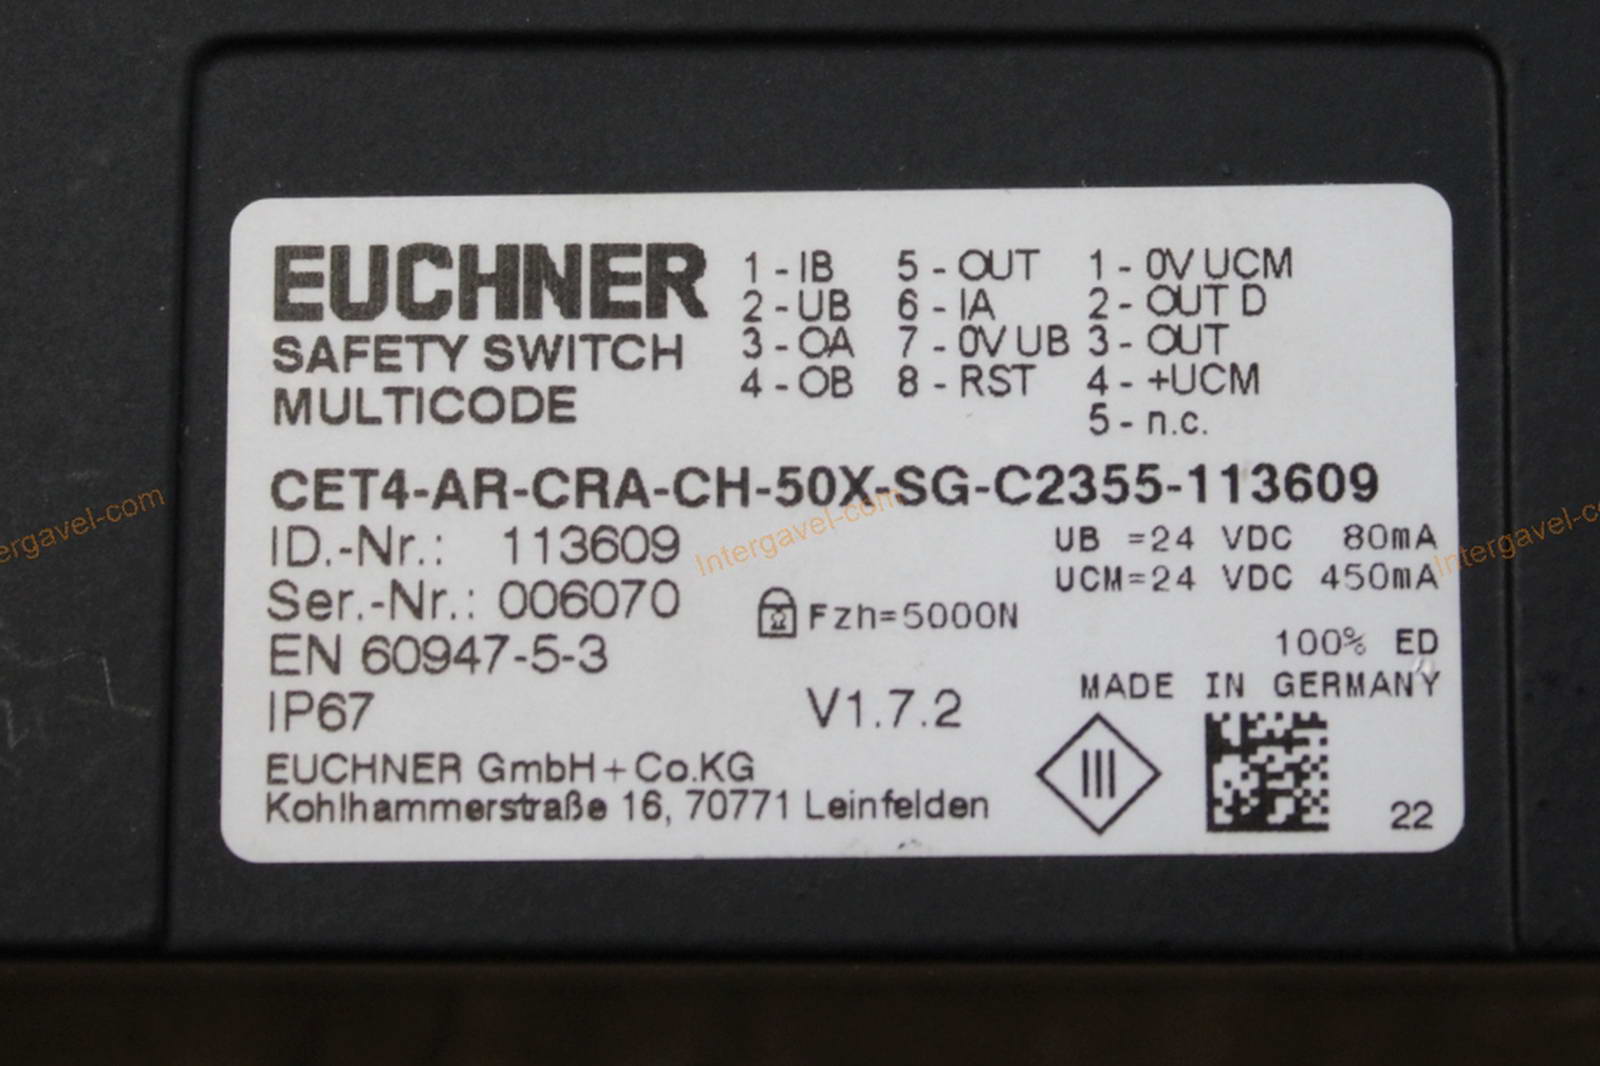 EUCHNER
SAFETY SWITCH
MULTICODE
1 - IB 5 - OUT 1 - 0V UCM
2 - UB 6 - IA 2 - OUT D
3 - OA 7 - 0V UB 3 - OUT
4 - OB 8 - RST 4 - +UCM
5 - n.c.
CET4-AR-CRA-CH-50X-SG-C2355-113609
ID.-Nr.: 113609
UB =24 VDC 80mA
Ser.-Nr.: 006070
UCM=24 VDC 450mA
Fzh=5000N
EN 60947-5-3
100% ED
IP67
V1.7.2
MADE IN GERMANY
EUCHNER GmbH+Co.KG
Kohlhammerstraße 16, 70771 Leinfelden
22
Intergavel-com